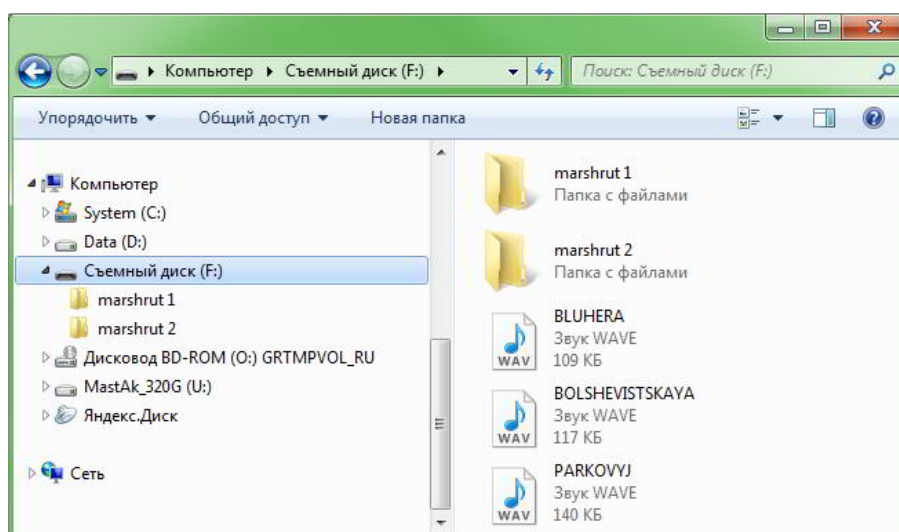 Компьютер ▸ Съемный диск (F:) ▸
Поиск: Съемный диск (F:)
Упорядочить Общий доступ Новая папка
Компьютер
System (C:)
Data (D:)
Съемный диск (F:)
marshrut 1
marshrut 2
Дисковод BD-ROM (O:) GRTMPVOL_RU
MastAk_320G (U:)
Яндекс.Диск
Сеть
marshrut 1
Папка с файлами
marshrut 2
Папка с файлами
WAV
BLUHERA
Звук WAVE
109 КБ
WAV
BOLSHEVISTSKAYA
Звук WAVE
117 КБ
WAV
PARKOVYJ
Звук WAVE
140 КБ